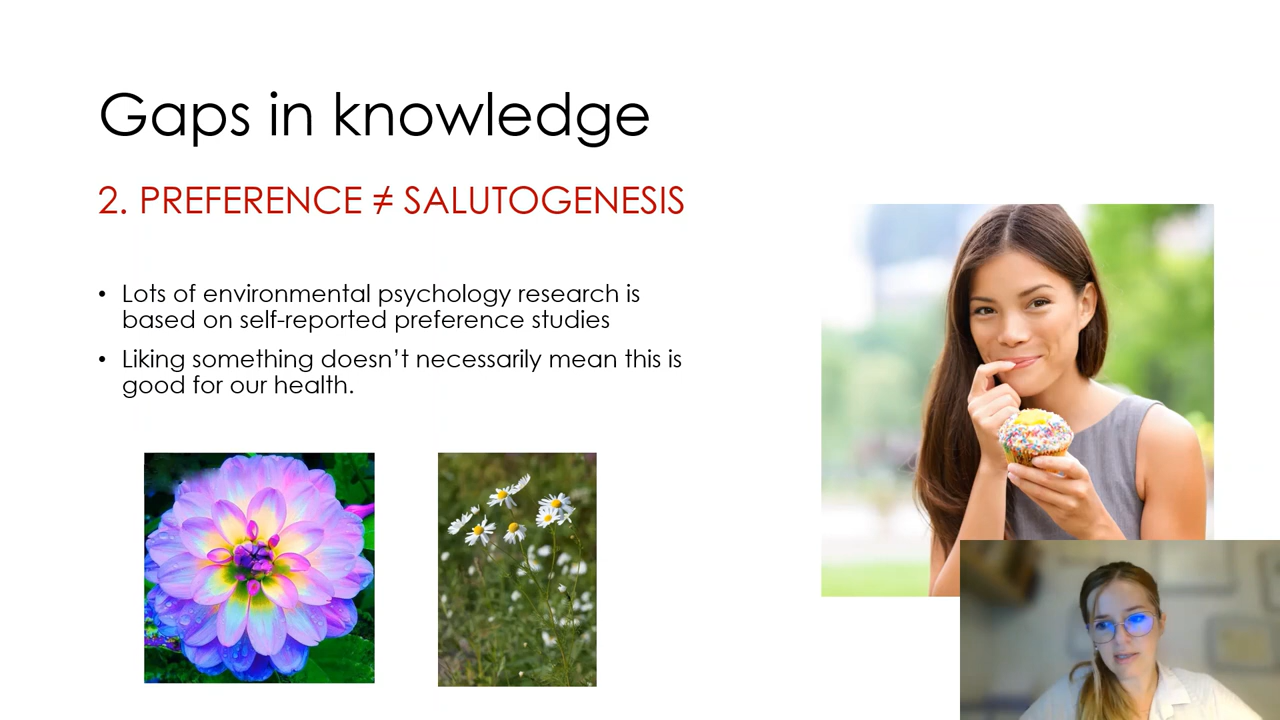 Gaps in knowledge
2. PREFERENCE ≠ SALUTOGENESIS
• Lots of environmental psychology research is
based on self-reported preference studies
• Liking something doesn’t necessarily mean this is
good for our health.